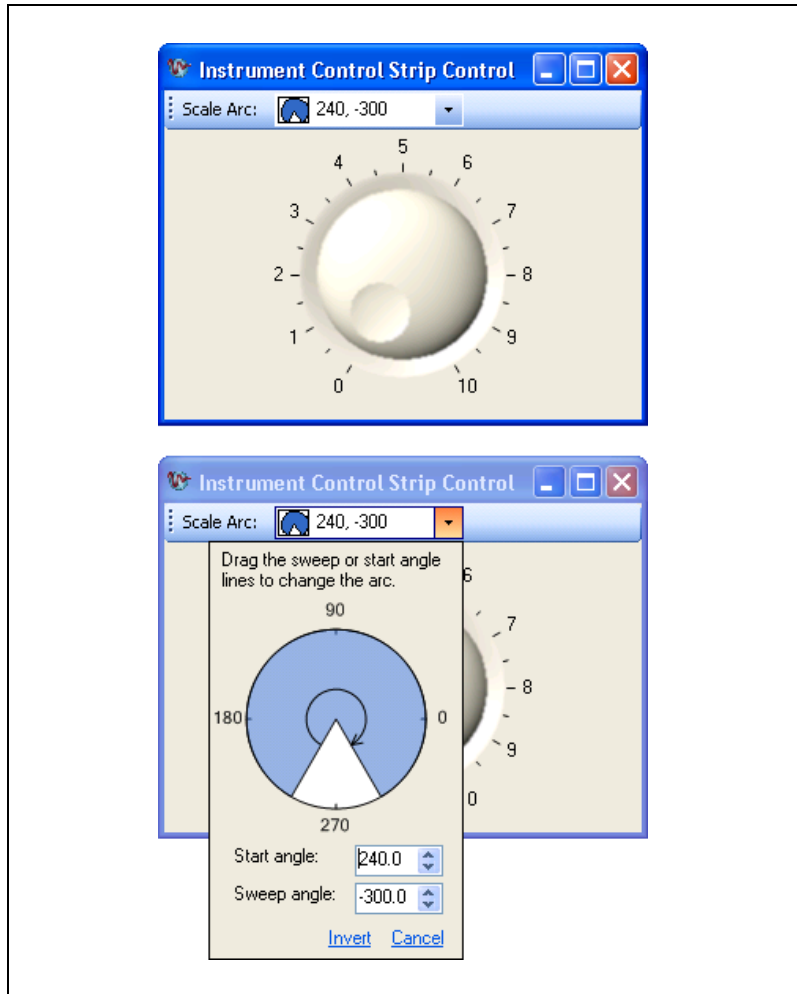 Instrument Control Strip Control
Scale Arc: 240, -300
5
4 6
3 7
2 8
1 9
0 10
Instrument Control Strip Control
Scale Arc: 240, -300
Drag the sweep or start angle
lines to change the arc.
6
90
7
180 0 8
9
0
270
Start angle: 240.0
Sweep angle: -300.0
Invert Cancel